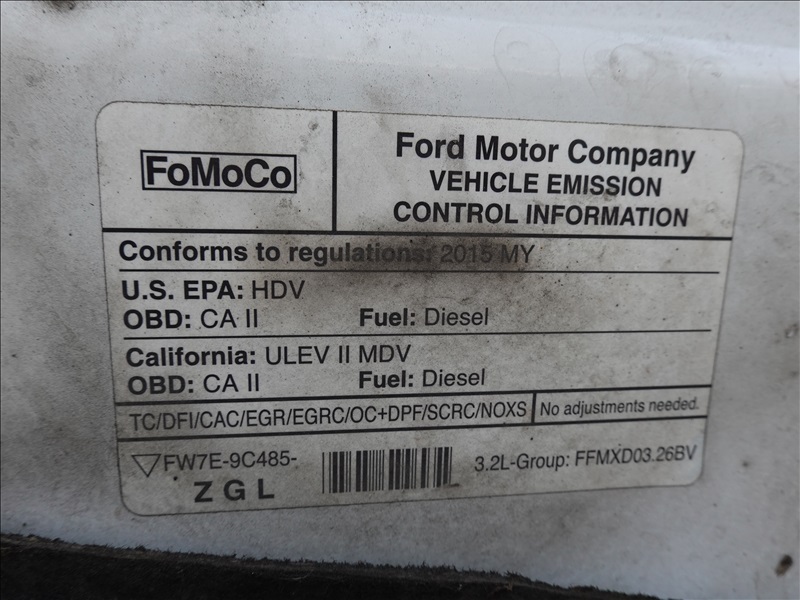 FoMoCo
Ford Motor Company
VEHICLE EMISSION
CONTROL INFORMATION
Conforms to regulations: 2015 MY
U.S. EPA: HDV
OBD: CA II Fuel: Diesel
California: ULEV II MDV
OBD: CA II Fuel: Diesel
TC/DFI/CAC/EGR/EGRC/OC+DPF/SCRC/NOXS No adjustments needed.
FW7E-9C485-
ZGL
3.2L-Group: FFMXD03.26BV